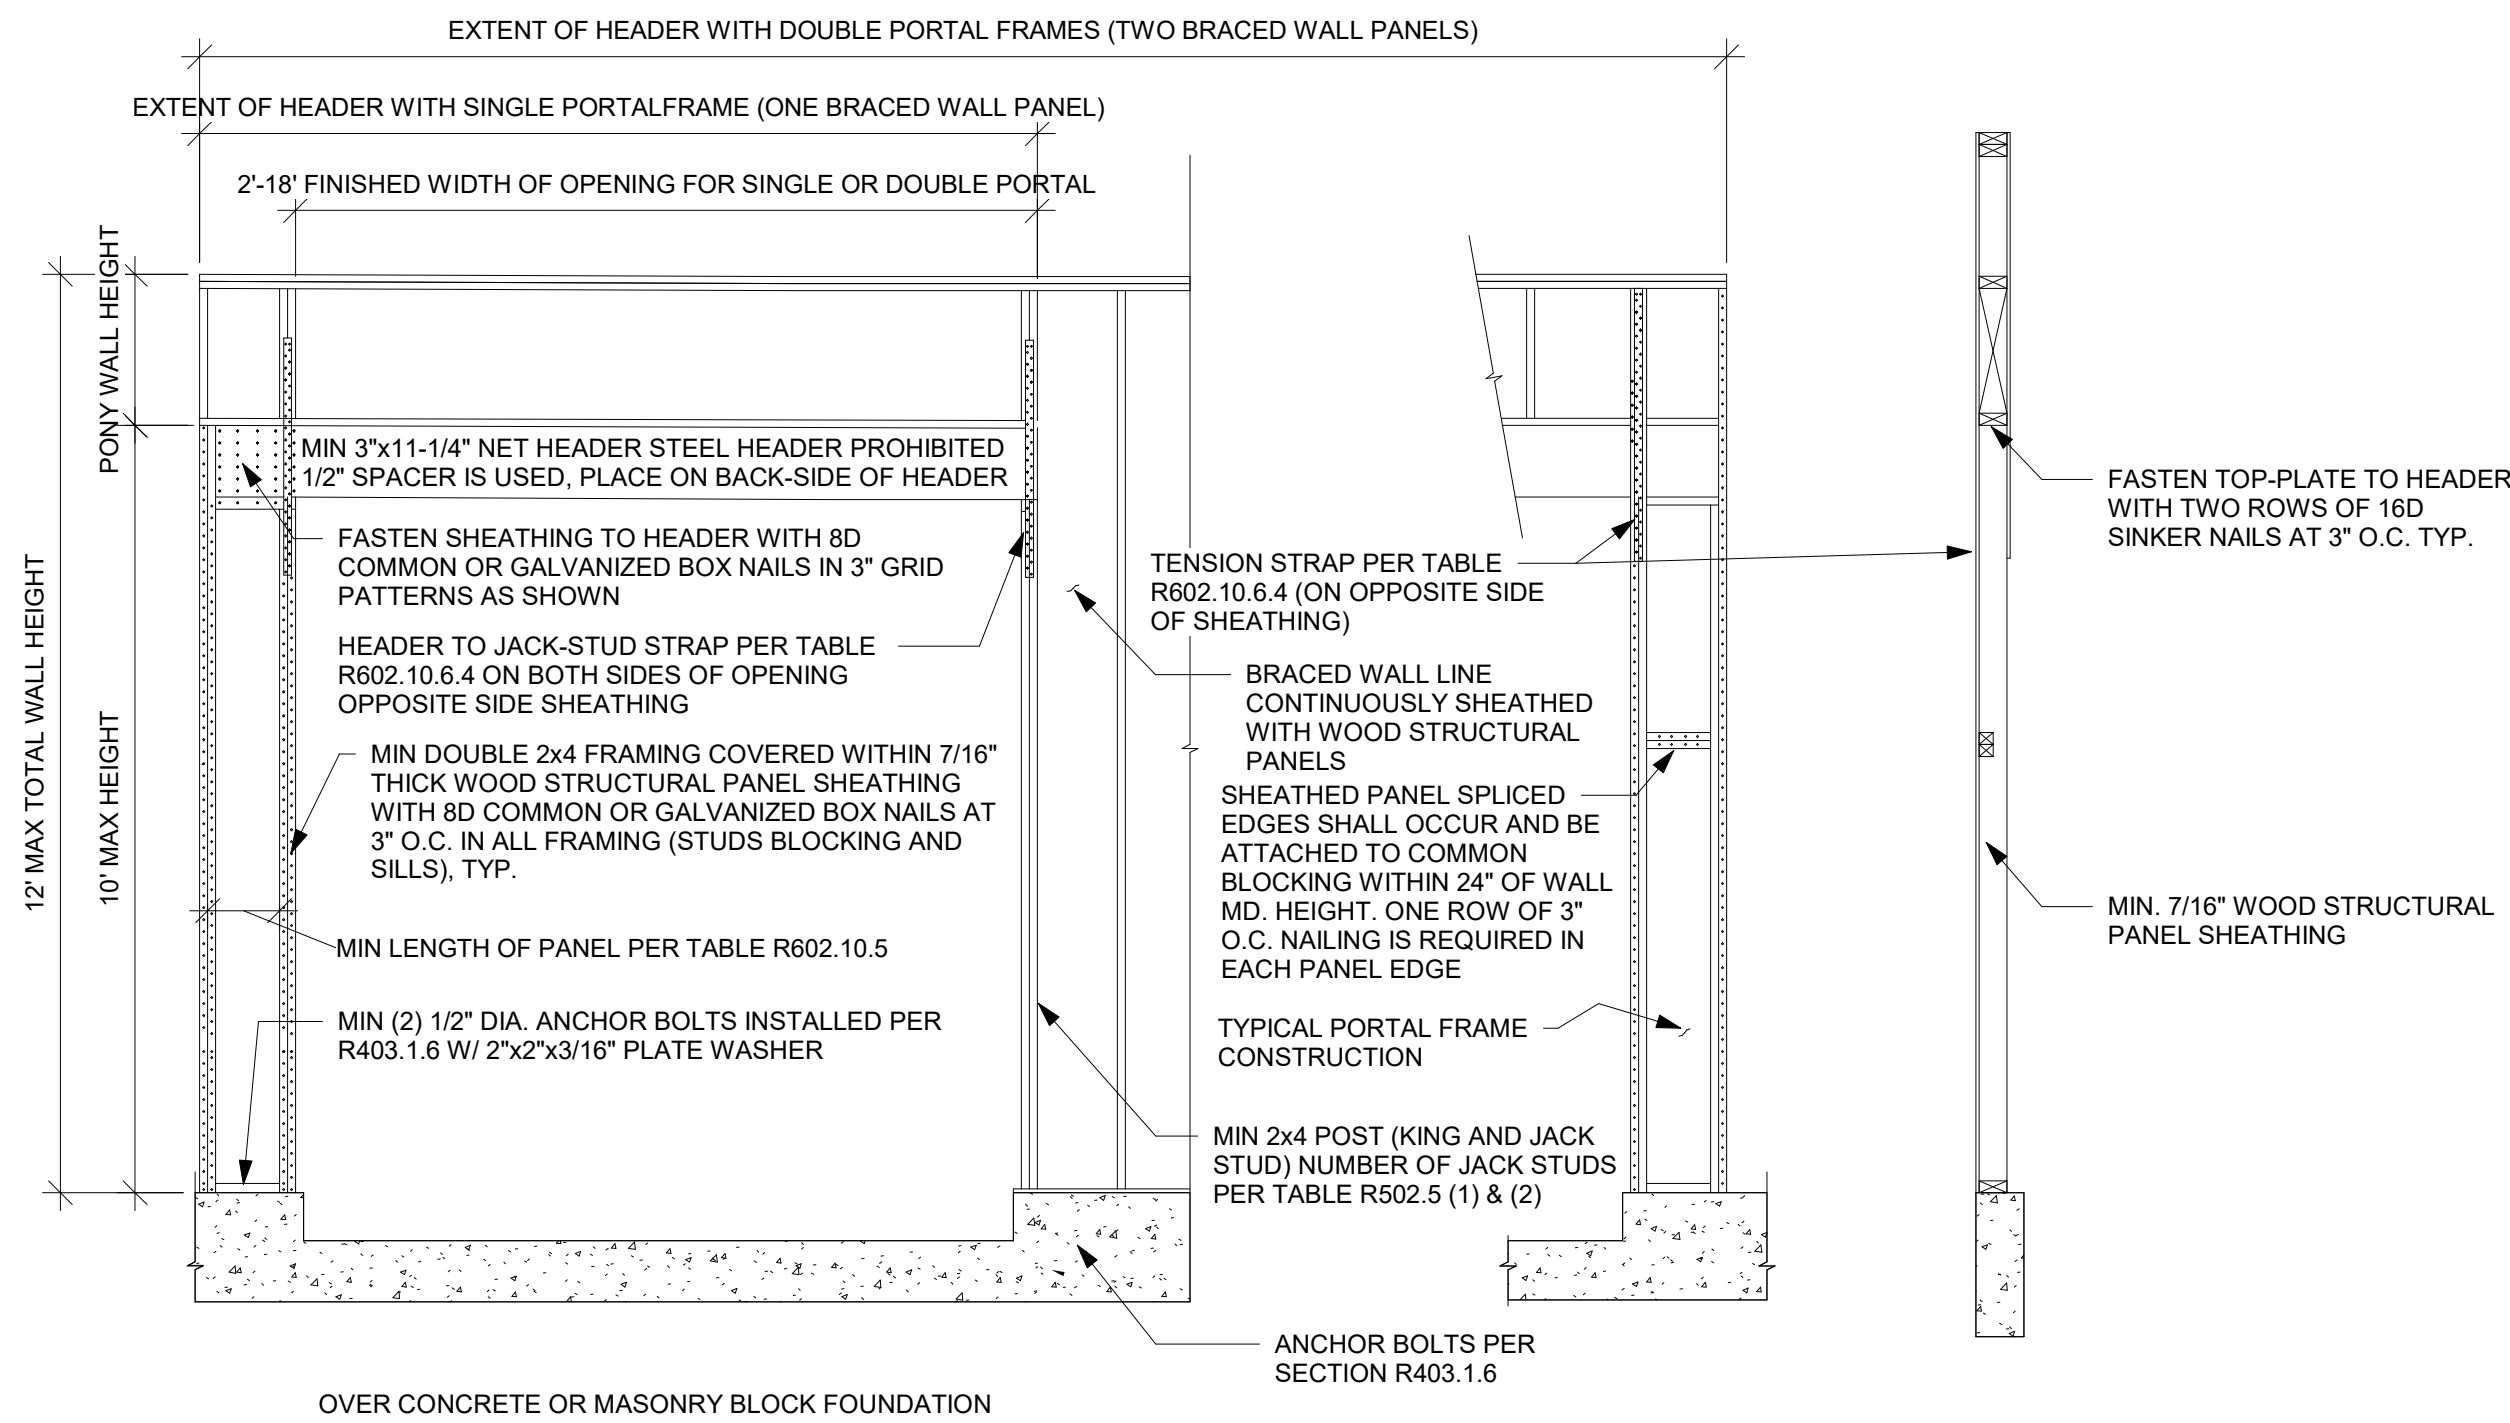 EXTENT OF HEADER WITH DOUBLE PORTAL FRAMES (TWO BRACED WALL PANELS)
EXTENT OF HEADER WITH SINGLE PORTALFRAME (ONE BRACED WALL PANEL)
2'-18' FINISHED WIDTH OF OPENING FOR SINGLE OR DOUBLE PORTAL
PONY WALL HEIGHT
12' MAX TOTAL WALL HEIGHT
10' MAX HEIGHT
MIN 3"x11-1/4" NET HEADER STEEL HEADER PROHIBITED
1/2" SPACER IS USED, PLACE ON BACK-SIDE OF HEADER
FASTEN SHEATHING TO HEADER WITH 8D
COMMON OR GALVANIZED BOX NAILS IN 3" GRID
PATTERNS AS SHOWN
HEADER TO JACK-STUD STRAP PER TABLE
R602.10.6.4 ON BOTH SIDES OF OPENING
OPPOSITE SIDE SHEATHING
MIN DOUBLE 2x4 FRAMING COVERED WITHIN 7/16"
THICK WOOD STRUCTURAL PANEL SHEATHING
WITH 8D COMMON OR GALVANIZED BOX NAILS AT
3" O.C. IN ALL FRAMING (STUDS BLOCKING AND
SILLS), TYP.
MIN LENGTH OF PANEL PER TABLE R602.10.5
MIN (2) 1/2" DIA. ANCHOR BOLTS INSTALLED PER
R403.1.6 W/ 2"x2"x3/16" PLATE WASHER
TENSION STRAP PER TABLE
R602.10.6.4 (ON OPPOSITE SIDE
OF SHEATHING)
BRACED WALL LINE
CONTINUOUSLY SHEATHED
WITH WOOD STRUCTURAL
PANELS
SHEATHED PANEL SPLICED
EDGES SHALL OCCUR AND BE
ATTACHED TO COMMON
BLOCKING WITHIN 24" OF WALL
MD. HEIGHT. ONE ROW OF 3"
O.C. NAILING IS REQUIRED IN
EACH PANEL EDGE
TYPICAL PORTAL FRAME
CONSTRUCTION
MIN 2x4 POST (KING AND JACK
STUD) NUMBER OF JACK STUDS
PER TABLE R502.5 (1) & (2)
ANCHOR BOLTS PER
SECTION R403.1.6
FASTEN TOP-PLATE TO HEADER
WITH TWO ROWS OF 16D
SINKER NAILS AT 3" O.C. TYP.
MIN. 7/16" WOOD STRUCTURAL
PANEL SHEATHING
OVER CONCRETE OR MASONRY BLOCK FOUNDATION